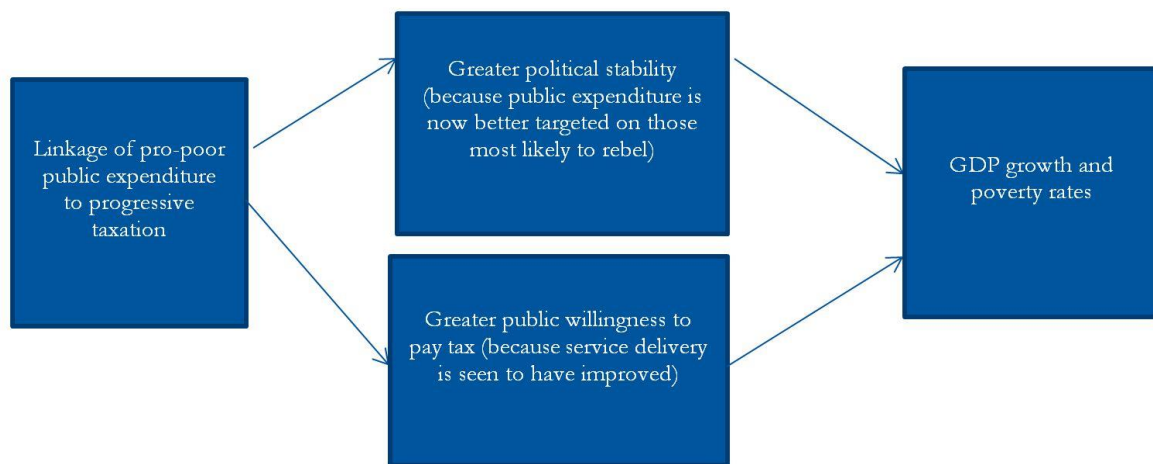 Linkage of pro-poor
public expenditure
to progressive
taxation
Greater political stability
(because public expenditure is
now better targeted on those
most likely to rebel)
Greater public willingness to
pay tax (because service delivery
is seen to have improved)
GDP growth and
poverty rates